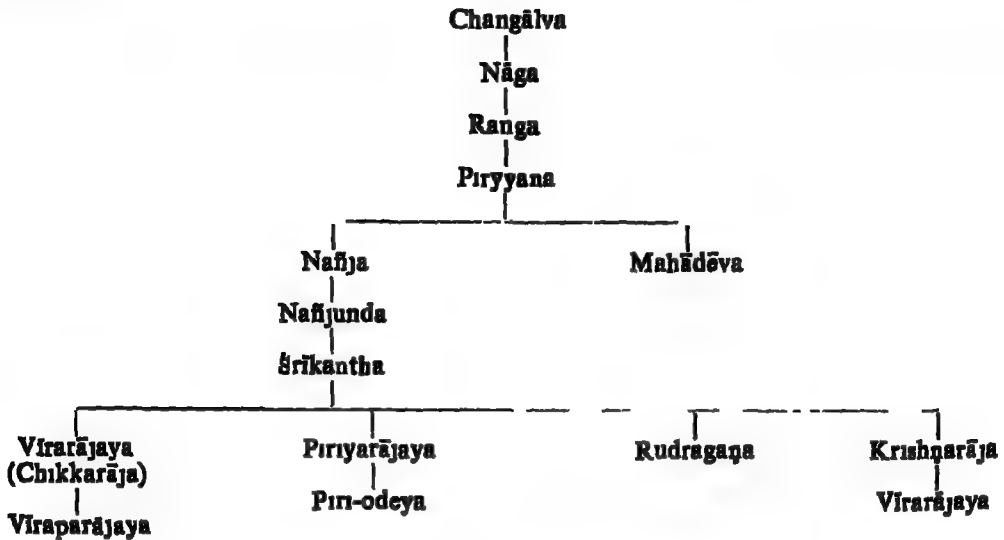 Changālva
Nāga
Ranga
Piryyana
Nañja Mahādēva
Nañjunda
Śrīkantha
Vīrarājaya Piriyarājaya Rudragaṇa Krishṇarāja
(Chikkarāja)
Piri-odeya Vīrarājaya
Vīraparājaya